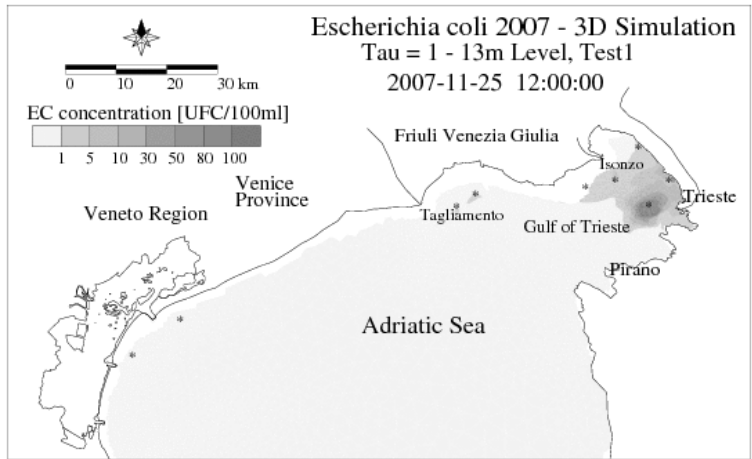 Escherichia coli 2007 - 3D Simulation
Tau = 1 - 13m Level, Test1
2007-11-25 12:00:00
0 10 20 30 km
EC concentration [UFC/100ml]
1 5 10 30 50 80 100
Friuli Venezia Giulia
Isonzo
Venice
Province
Trieste
Veneto Region
Tagliamento
Gulf of Trieste
Pirano
Adriatic Sea